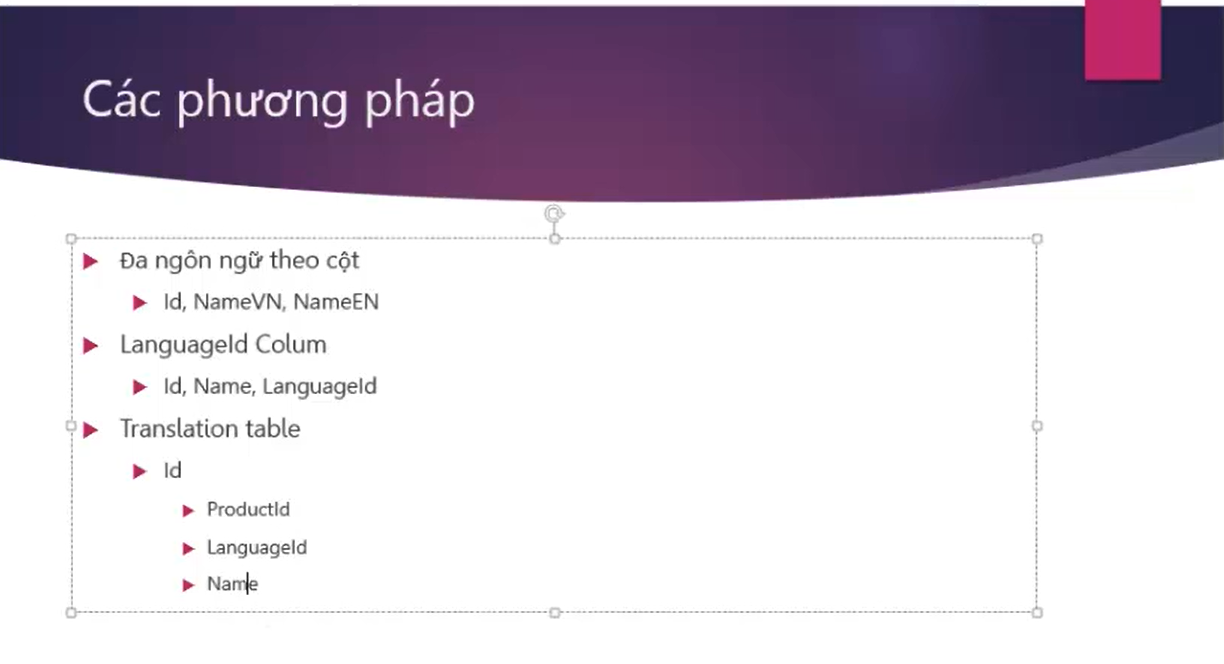 Các phương pháp
Đa ngôn ngữ theo cột
Id, NameVN, NameEN
LanguageId Colum
Id, Name, LanguageId
Translation table
Id
ProductId
LanguageId
Name